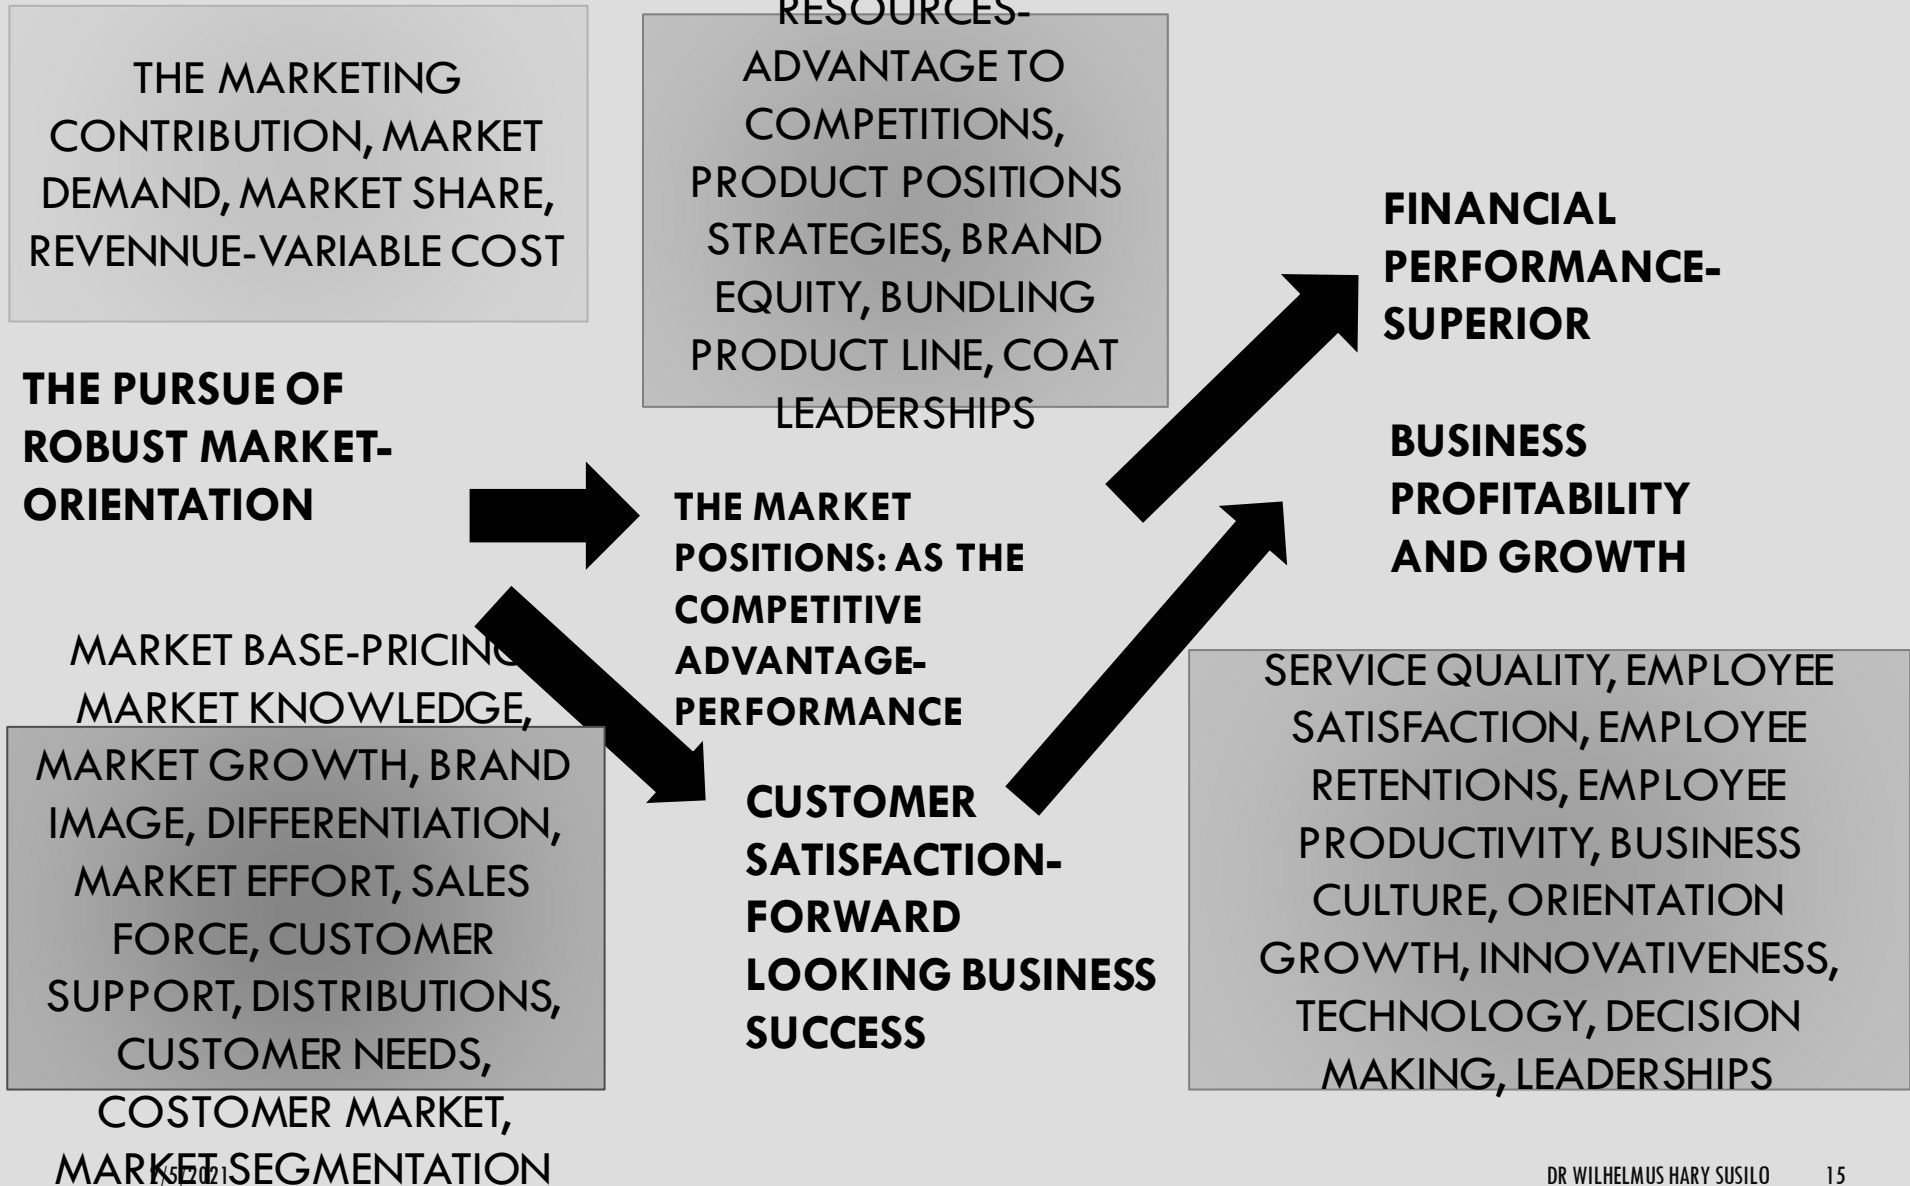 THE MARKETING
CONTRIBUTION, MARKET
DEMAND, MARKET SHARE,
REVENNUE-VARIABLE COST
RESOURCES-
ADVANTAGE TO
COMPETITIONS,
PRODUCT POSITIONS
STRATEGIES, BRAND
EQUITY, BUNDLING
PRODUCT LINE, COAT
LEADERSHIPS
FINANCIAL
PERFORMANCE-
SUPERIOR
THE PURSUE OF
ROBUST MARKET-
ORIENTATION
BUSINESS
PROFITABILITY
AND GROWTH
THE MARKET
POSITIONS: AS THE
COMPETITIVE
ADVANTAGE-
PERFORMANCE
MARKET BASE-PRICING
MARKET KNOWLEDGE,
MARKET GROWTH, BRAND
IMAGE, DIFFERENTIATION,
MARKET EFFORT, SALES
FORCE, CUSTOMER
SUPPORT, DISTRIBUTIONS,
CUSTOMER NEEDS,
COSTOMER MARKET,
MARKET SEGMENTATION
CUSTOMER
SATISFACTION-
FORWARD
LOOKING BUSINESS
SUCCESS
SERVICE QUALITY, EMPLOYEE
SATISFACTION, EMPLOYEE
RETENTIONS, EMPLOYEE
PRODUCTIVITY, BUSINESS
CULTURE, ORIENTATION
GROWTH, INNOVATIVENESS,
TECHNOLOGY, DECISION
MAKING, LEADERSHIPS
2/5/2021
DR WILHELMUS HARY SUSILO
15